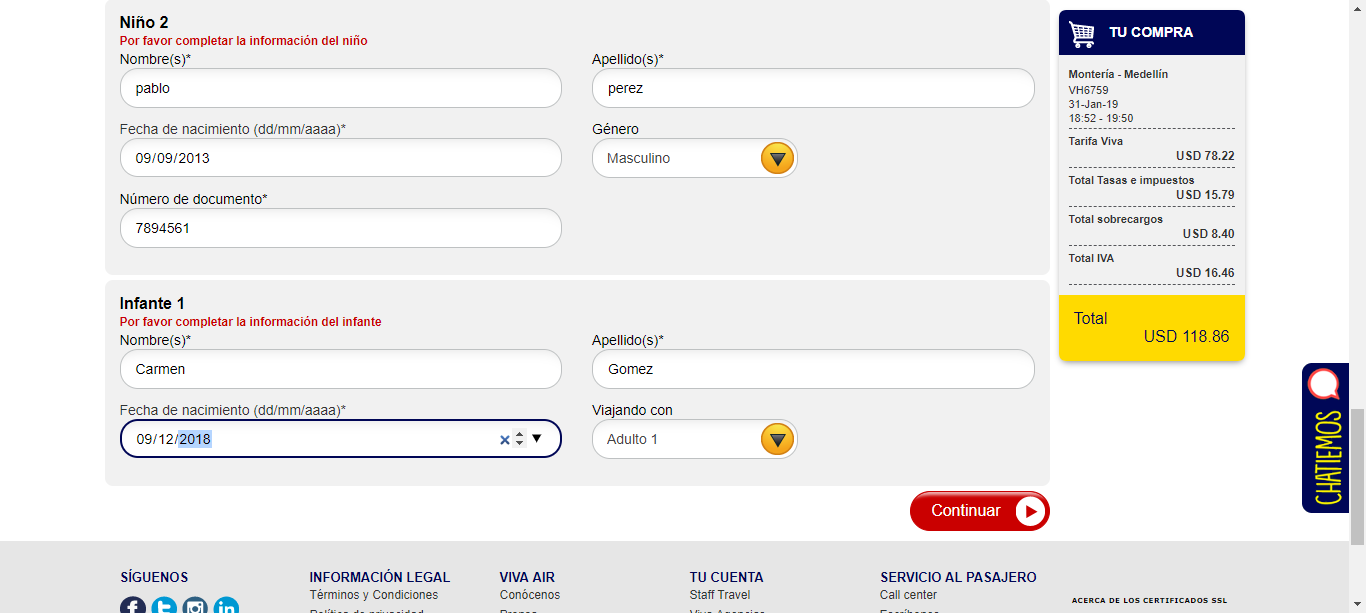 Niño 2
Por favor completar la información del niño
Nombre(s)*
Apellido(s)*
pablo
perez
Fecha de nacimiento (dd/mm/aaaa)*
Género
09/09/2013
Masculino
Número de documento*
7894561
Infante 1
Por favor completar la información del infante
Nombre(s)*
Apellido(s)*
Carmen
Gomez
Fecha de nacimiento (dd/mm/aaaa)*
Viajando con
09/12/2018
Adulto 1
Continuar
TU COMPRA
Montería - Medellín
VH6759
31-Jan-19
18:52 - 19:50
Tarifa Viva
USD 78.22
Total Tasas e impuestos
USD 15.79
Total sobrecargos
USD 8.40
Total IVA
USD 16.46
Total
USD 118.86
CHATIEMOS
SÍGUENOS
INFORMACIÓN LEGAL
Términos y Condiciones
VIVA AIR
Conócenos
TU CUENTA
Staff Travel
SERVICIO AL PASAJERO
Call center
ACERCA DE LOS CERTIFICADOS SSL